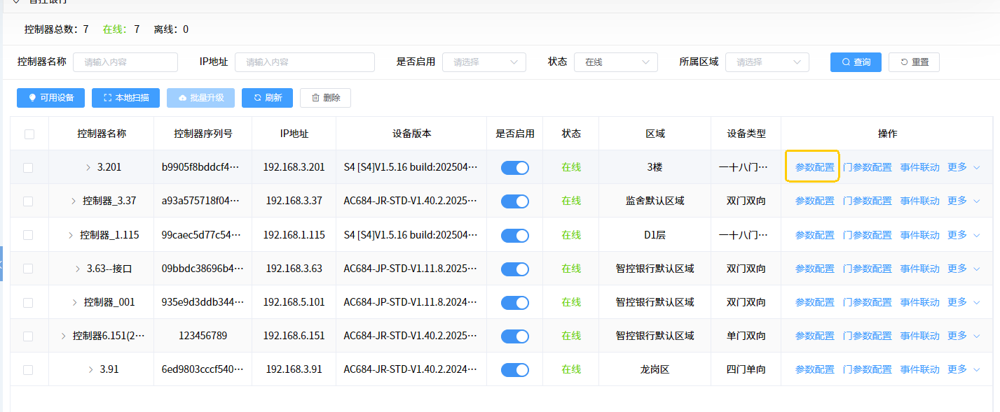 智控银行
控制器总数：7 在线：7 离线：0
控制器名称 请输入内容 IP地址 请输入内容 是否启用 请选择 状态 在线 所属区域 请选择 查询 重置
可用设备 本地扫描 批量升级 刷新 删除
控制器名称 控制器序列号 IP地址 设备版本 是否启用 状态 区域 设备类型 操作
3.201 b9905f8bddcf4··· 192.168.3.201 S4 [S4]V1.5.16 build:202504··· 在线 3楼 一十八门··· 参数配置 门参数配置 事件联动 更多
控制器_3.37 a93a575718f04··· 192.168.3.37 AC684-JR-STD-V1.40.2.2025··· 在线 监舍默认区域 双门双向 参数配置 门参数配置 事件联动 更多
控制器_1.115 99caec5d77c54··· 192.168.1.115 S4 [S4]V1.5.16 build:202504··· 在线 D1层 一十八门··· 参数配置 门参数配置 事件联动 更多
3.63--接口 09bbdc38696b4··· 192.168.3.63 AC684-JP-STD-V1.11.8.2025··· 在线 智控银行默认区域 双门双向 参数配置 门参数配置 事件联动 更多
控制器_001 935e9d3ddb344··· 192.168.5.101 AC684-JP-STD-V1.11.8.2024··· 在线 智控银行默认区域 双门双向 参数配置 门参数配置 事件联动 更多
控制器6.151(2··· 123456789 192.168.6.151 AC684-JR-STD-V1.40.2.2025··· 在线 智控银行默认区域 单门双向 参数配置 门参数配置 事件联动 更多
3.91 6ed9803cccf540··· 192.168.3.91 AC684-JR-STD-V1.40.2.2024··· 在线 龙岗区 四门单向 参数配置 门参数配置 事件联动 更多